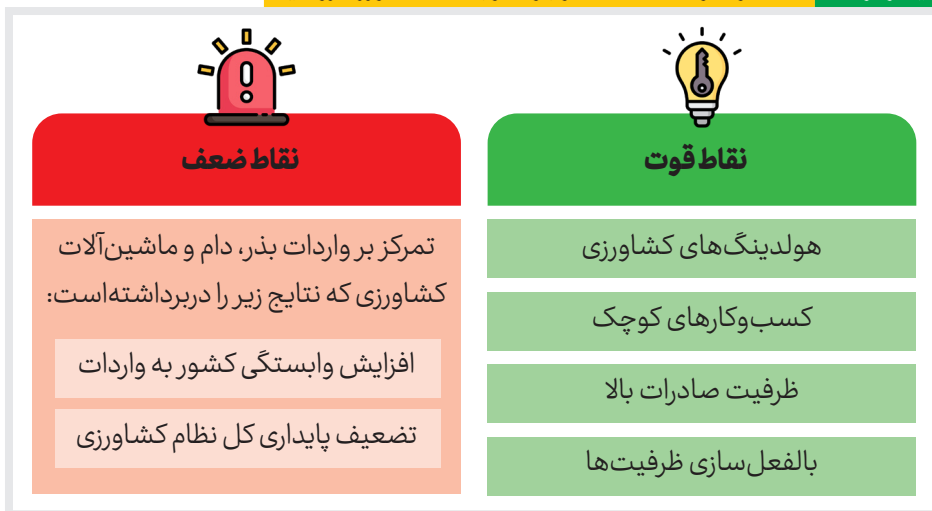 نقاط قوت
هولدینگ‌های کشاورزی
کسب‌وکارهای کوچک
ظرفیت صادرات بالا
بالفعل‌سازی ظرفیت‌ها
نقاط ضعف
تمرکز بر واردات بذر، دام و ماشین‌آلات
کشاورزی که نتایج زیر را دربرداشته‌است:
افزایش وابستگی کشور به واردات
تضعیف پایداری کل نظام کشاورزی